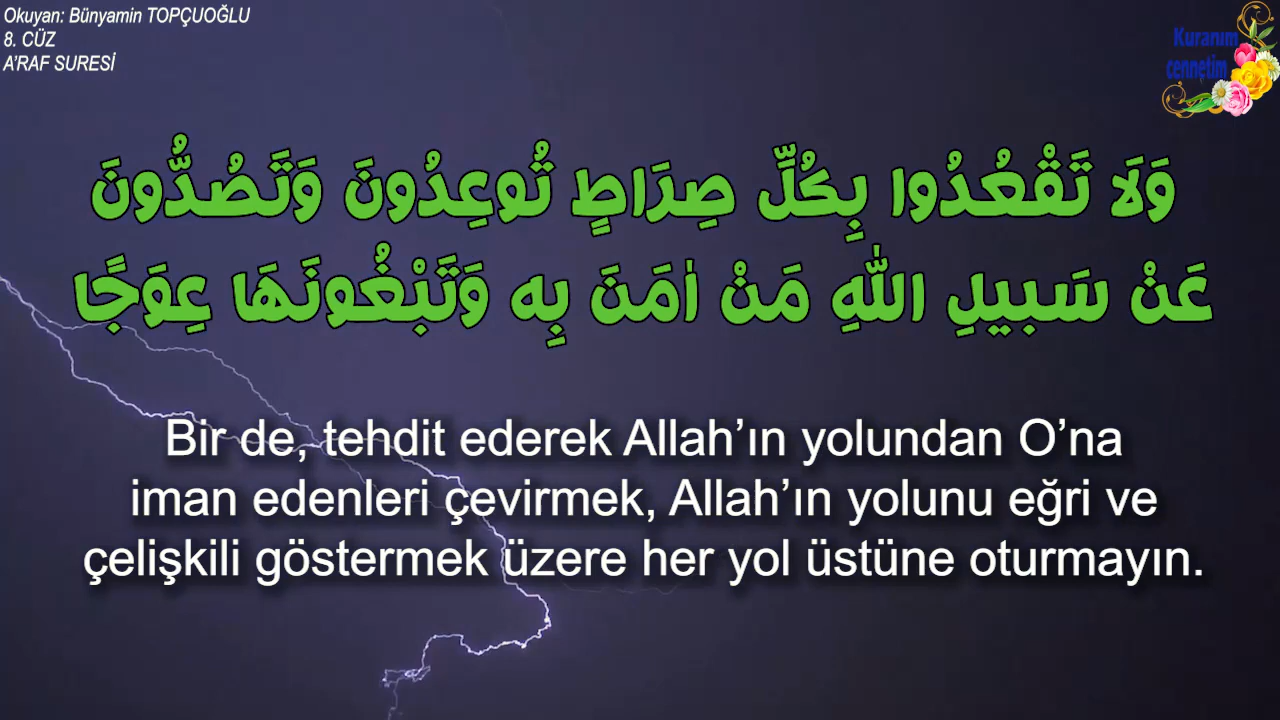 Okuyan: Bünyamin TOPÇUOĞLU
8. CÜZ
A'RAF SURESİ
Kuranım
cennetim
وَلَا تَقْعُدُوا بِكُلِّ صِرَاطٍ تُوعِدُونَ وَتَصُدُّونَ
عَنْ سَبيلِ اللّٰهِ مَنْ اٰمَنَ بِه وَتَبْغُونَهَا عِوَجًا
Bir de, tehdit ederek Allah’ın yolundan O’na
iman edenleri çevirmek, Allah’ın yolunu eğri ve
çelişkili göstermek üzere her yol üstüne oturmayın.